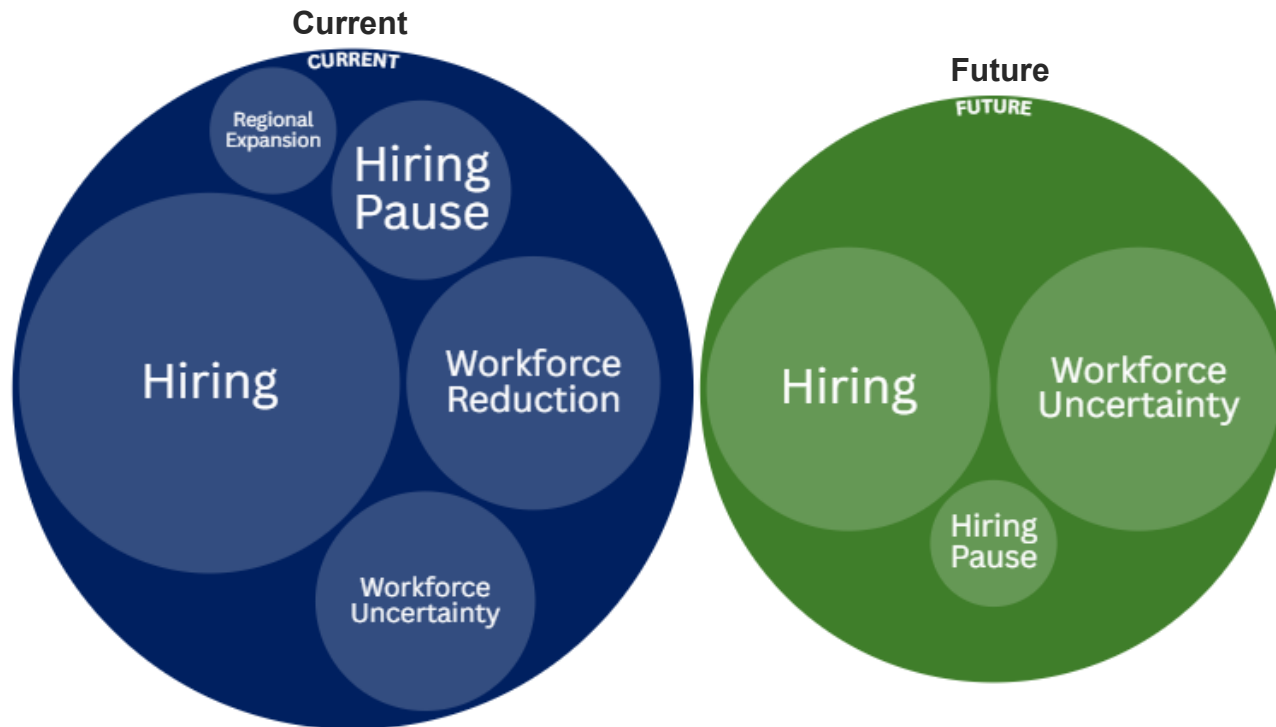 Current
CURRENT
Regional
Expansion
Hiring
Pause
Hiring
Workforce
Reduction
Workforce
Uncertainty
Future
FUTURE
Hiring
Workforce
Uncertainty
Hiring
Pause